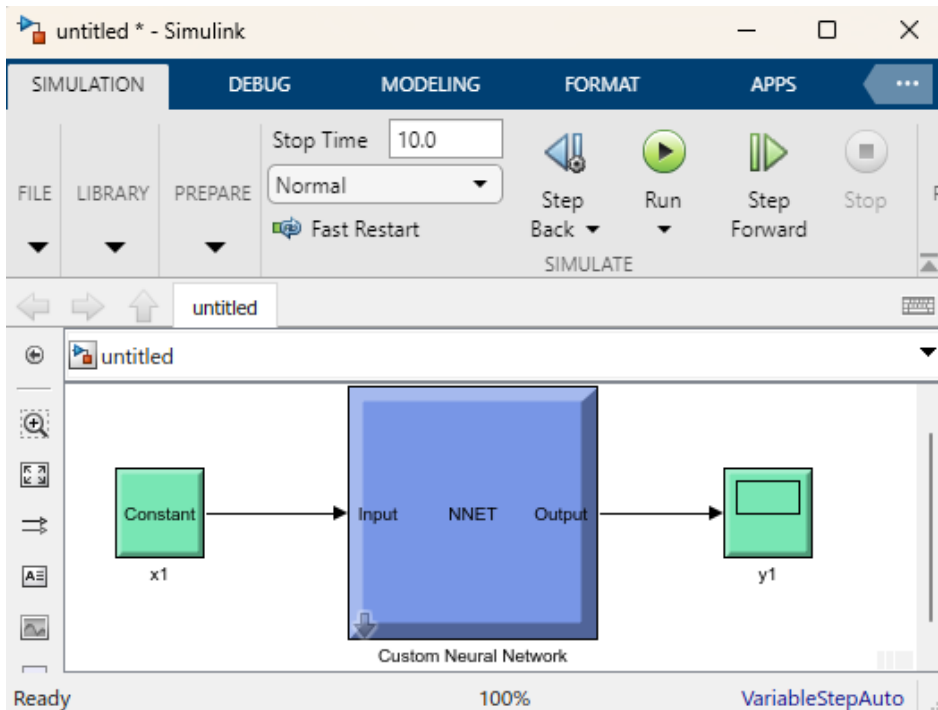 untitled * - Simulink
SIMULATION DEBUG MODELING FORMAT APPS
FILE
LIBRARY
PREPARE
Stop Time 10.0
Normal
Fast Restart
Step Back
Run
Step Forward
Stop
SIMULATE
untitled
untitled
Constant
x1
Input NNET Output
Custom Neural Network
y1
Ready 100% VariableStepAuto